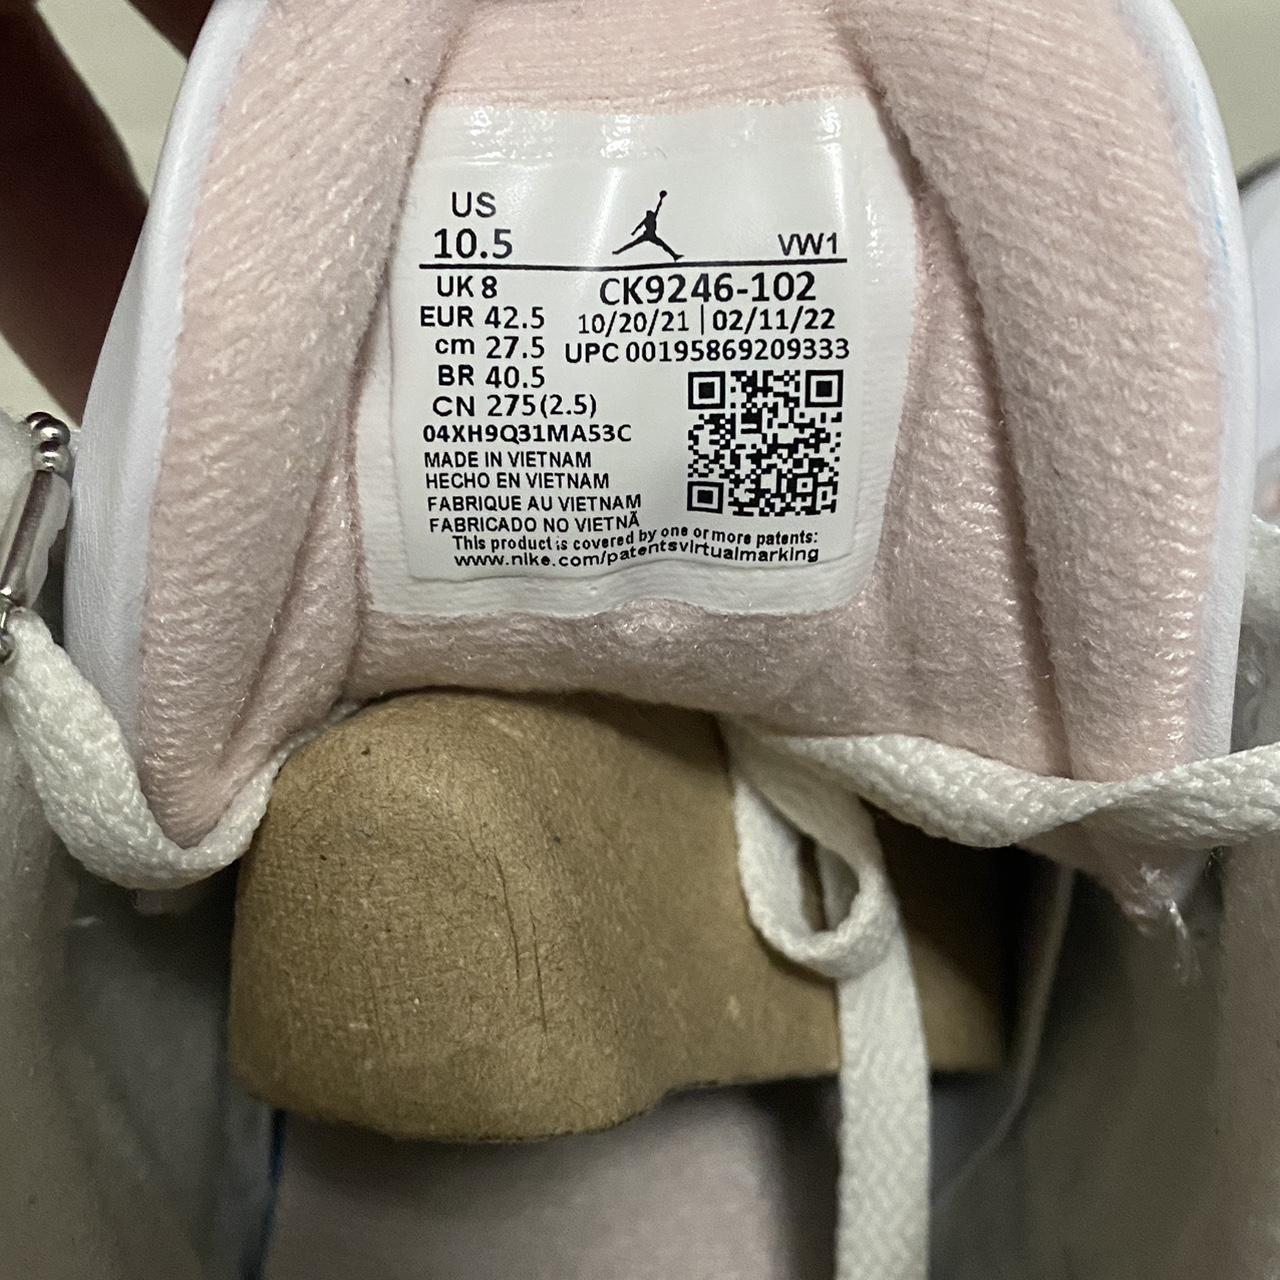 US
10.5 VW1
UK 8 CK9246-102
EUR 42.5 10/20/21 | 02/11/22
cm 27.5 UPC 00195869209333
BR 40.5
CN 275(2.5)
04XH9Q31MA53C
MADE IN VIETNAM
HECHO EN VIETNAM
FABRIQUE AU VIETNAM
FABRICADO NO VIETNÃ
This product is covered by one or more patents:
www.nike.com/patentsvirtualmarking